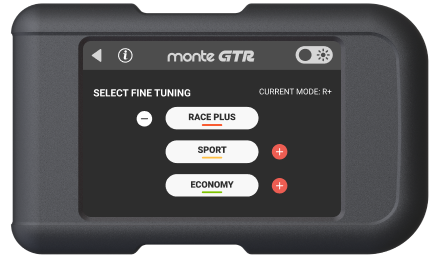 monte GTR
SELECT FINE TUNING
CURRENT MODE: R+
RACE PLUS
SPORT
ECONOMY